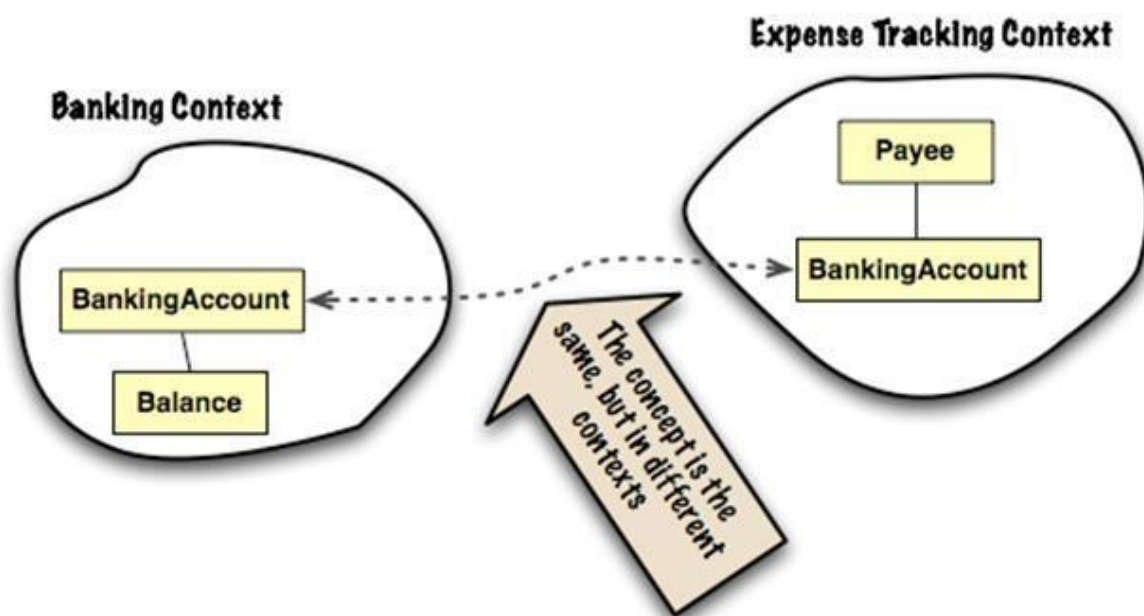 Expense Tracking Context
Banking Context
Payee
BankingAccount
BankingAccount
Balance
The concept is the
same, but in different
contexts